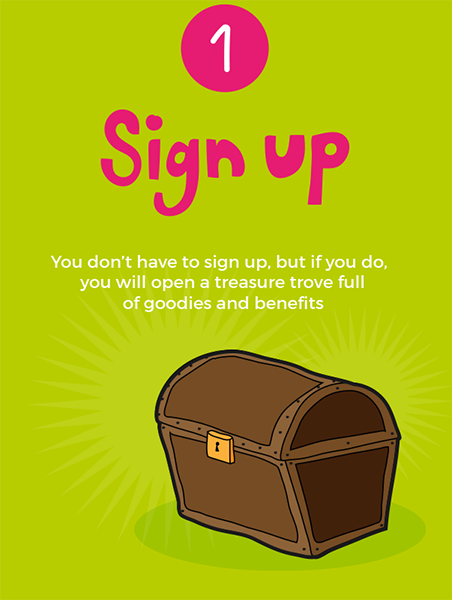 1
Sign up
You don't have to sign up, but if you do,
you will open a treasure trove full
of goodies and benefits